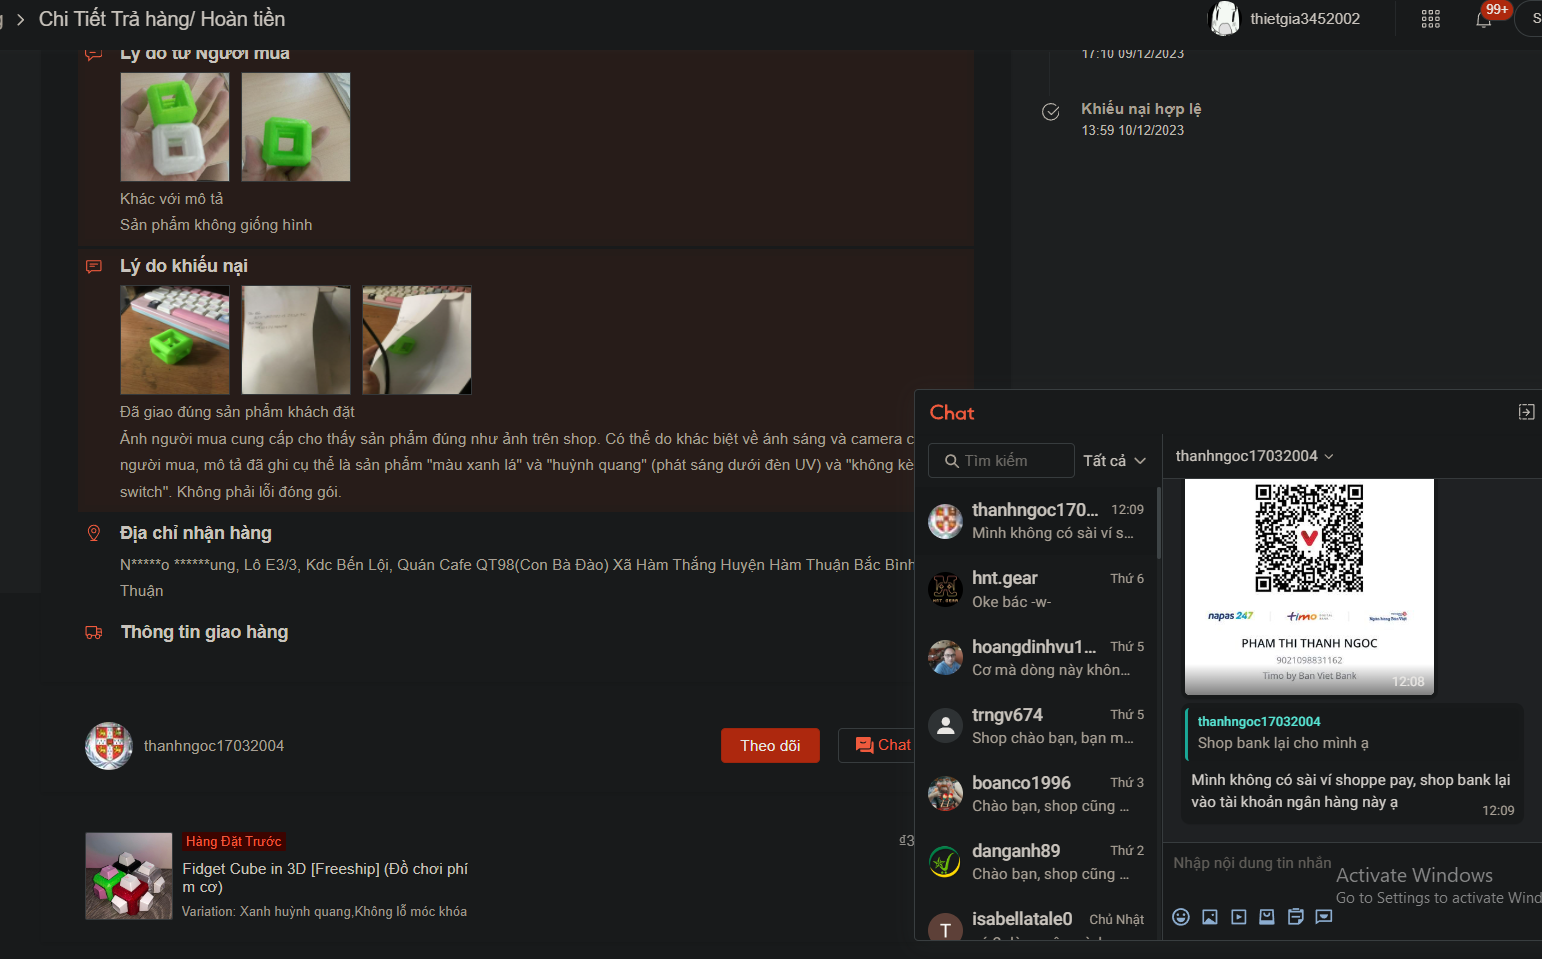 Chi Tiết Trả hàng/ Hoàn tiền
thietgia3452002
99+
S
Lý do từ Người mua
Khác với mô tả
Sản phẩm không giống hình
Lý do khiếu nại
Đã giao đúng sản phẩm khách đặt
Ảnh người mua cung cấp cho thấy sản phẩm đúng như ảnh trên shop. Có thể do khác biệt về ánh sáng và camera c
người mua, mô tả đã ghi cụ thể là sản phẩm "màu xanh lá" và "huỳnh quang" (phát sáng dưới đèn UV) và "không kè
switch". Không phải lỗi đóng gói.
Địa chỉ nhận hàng
N*****o ******ung, Lô E3/3, Kdc Bến Lội, Quán Cafe QT98(Con Bà Đào) Xã Hàm Thắng Huyện Hàm Thuận Bắc Bình
Thuận
Thông tin giao hàng
thanhngoc17032004
Theo dõi
Chat
Hàng Đặt Trước
₫3
Fidget Cube in 3D [Freeship] (Đồ chơi phí
m cơ)
Variation: Xanh huỳnh quang,Không lỗ móc khóa
17:10 09/12/2023
Khiếu nại hợp lệ
13:59 10/12/2023
Chat
Tìm kiếm
Tất cả
thanhngoc170... 12:09
Mình không có sài ví s...
hnt.gear Thứ 6
Oke bác -w-
hoangdinhvu1... Thứ 5
Cơ mà dòng này khôn...
trngv674 Thứ 5
Shop chào bạn, bạn m...
boanco1996 Thứ 3
Chào bạn, shop cũng ...
danganh89 Thứ 2
Chào bạn, shop cũng ...
T
isabellatale0 Chủ Nhật
thanhngoc17032004
napas 247
timo
PHAM THI THANH NGOC
9021098831162
Timo by Ban Viet Bank
12:08
thanhngoc17032004
Shop bank lại cho mình ạ
Mình không có sài ví shoppe pay, shop bank lại
vào tài khoản ngân hàng này ạ
12:09
Nhập nội dung tin nhắn
Activate Windows
Go to Settings to activate Wind